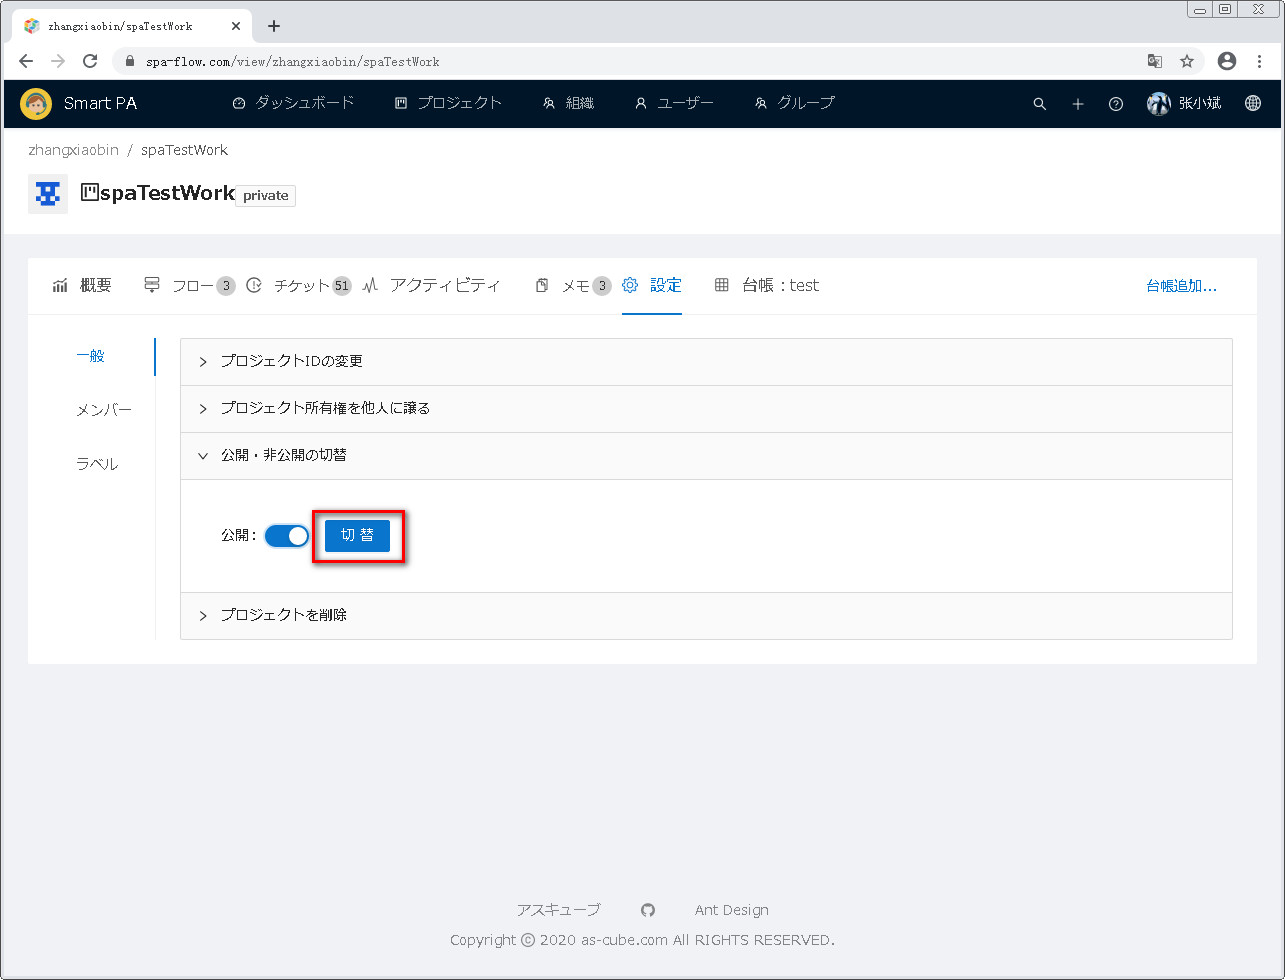 zhangxiaobin/spaTestWork
spa-flow.com/view/zhangxiaobin/spaTestWork
Smart PA ダッシュボード プロジェクト 組織 ユーザー グループ 张小斌
zhangxiaobin / spaTestWork
spaTestWork private
概要 フロー 3 チケット 51 アクティビティ メモ 3 設定 台帳：test 台帳追加...
一般
メンバー
ラベル
プロジェクトIDの変更
プロジェクト所有権を他人に譲る
公開・非公開の切替
公開： 切 替
プロジェクトを削除
アスキューブ Ant Design
Copyright © 2020 as-cube.com All RIGHTS RESERVED.